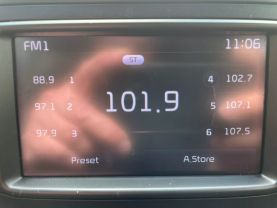 FM1 11:06
ST
88.9 1 4 102.7
97.1 2 101.9 5 107.1
97.9 3 6 107.5
Preset A.Store